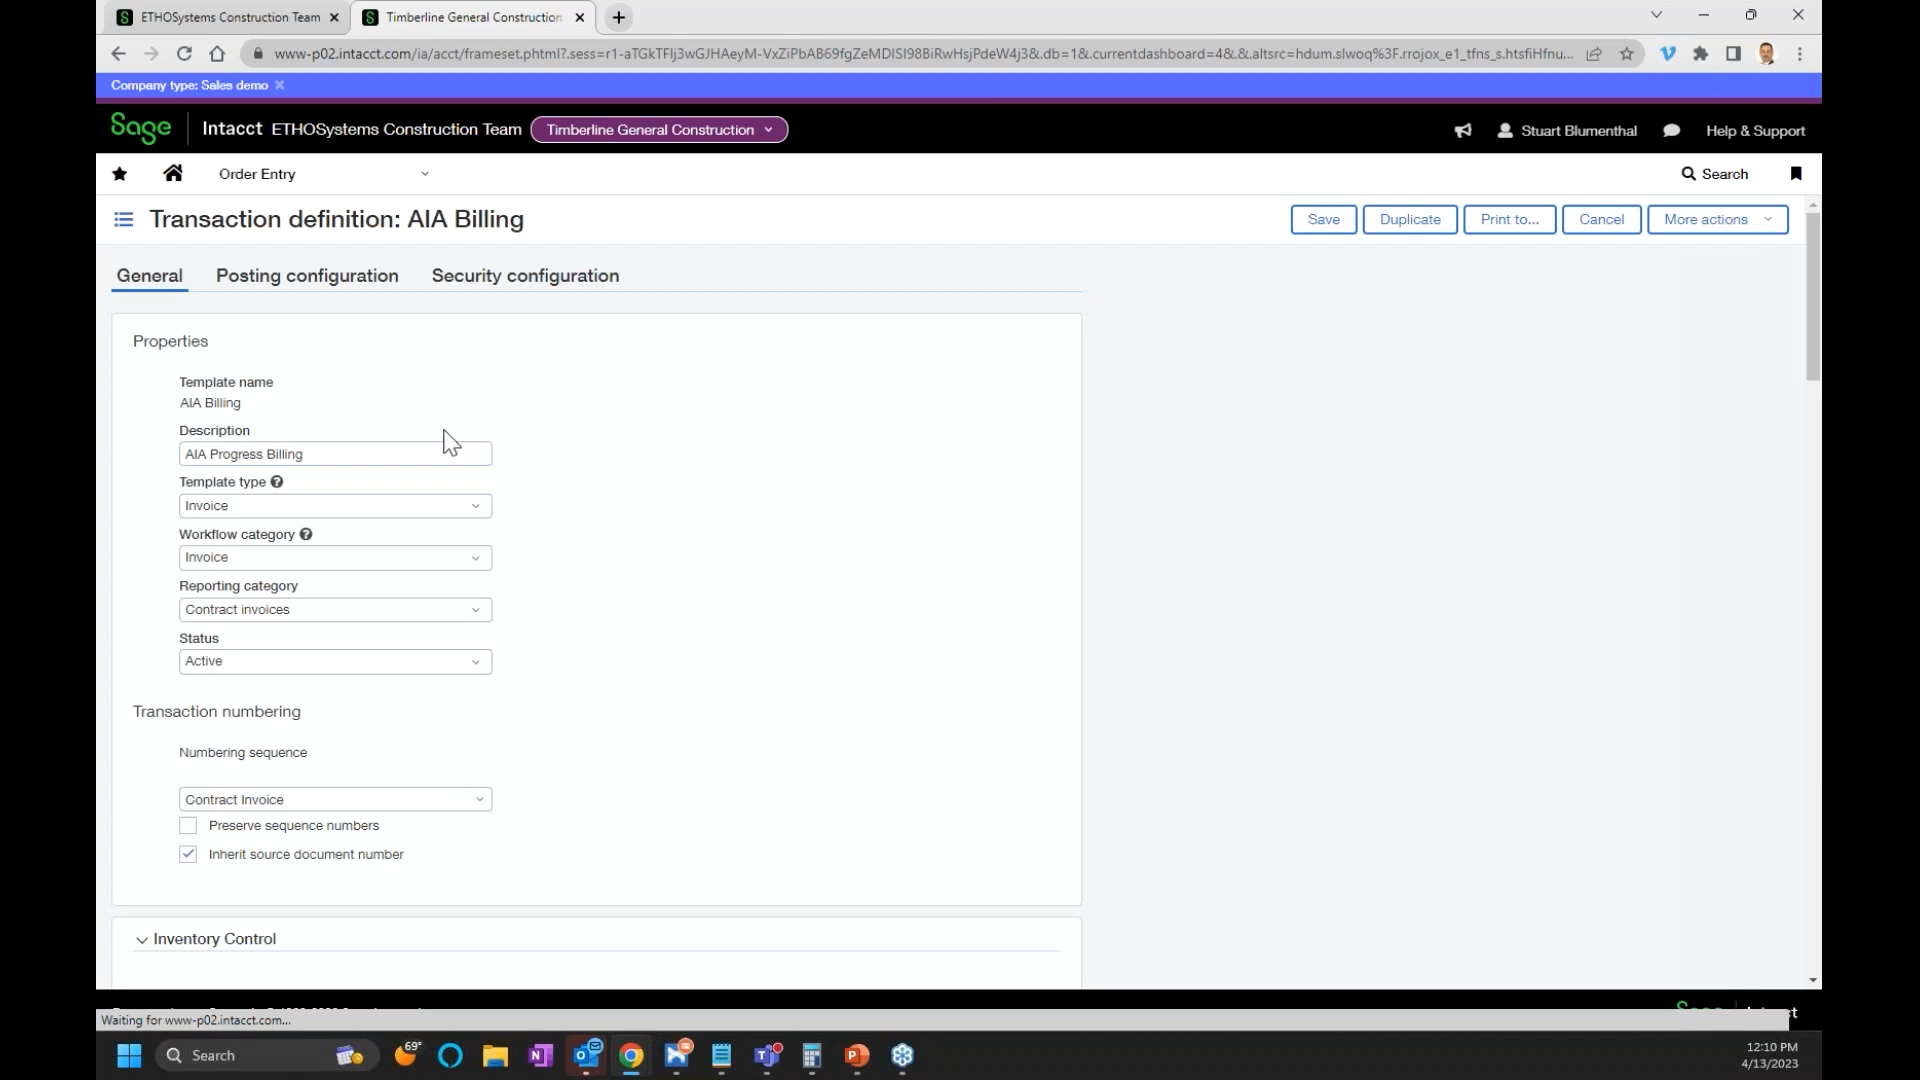 ETHOSystems Construction Team
Timberline General Construction
www-p02.intacct.com/ia/acct/frameset.phtml?.sess=r1-aTGkTFlj3wGJHAeyM-VxZiPbAB69fgZeMDISI98BiRwHsjPdeW4j3&.db=1&.currentdashboard=4&.&.altsrc=hdum.slwoq%3F.rrojox_e1_tfns_s.htsfiHfnu...
Company type: Sales demo
Sage Intacct ETHOSystems Construction Team Timberline General Construction
Stuart Blumenthal
Help & Support
Order Entry
Search
Transaction definition: AIA Billing
Save
Duplicate
Print to...
Cancel
More actions
General
Posting configuration
Security configuration
Properties
Template name
AIA Billing
Description
AIA Progress Billing
Template type
Invoice
Workflow category
Invoice
Reporting category
Contract invoices
Status
Active
Transaction numbering
Numbering sequence
Contract Invoice
Preserve sequence numbers
Inherit source document number
Inventory Control
Waiting for www-p02.intacct.com...
Search
69°
12:10 PM
4/13/2023